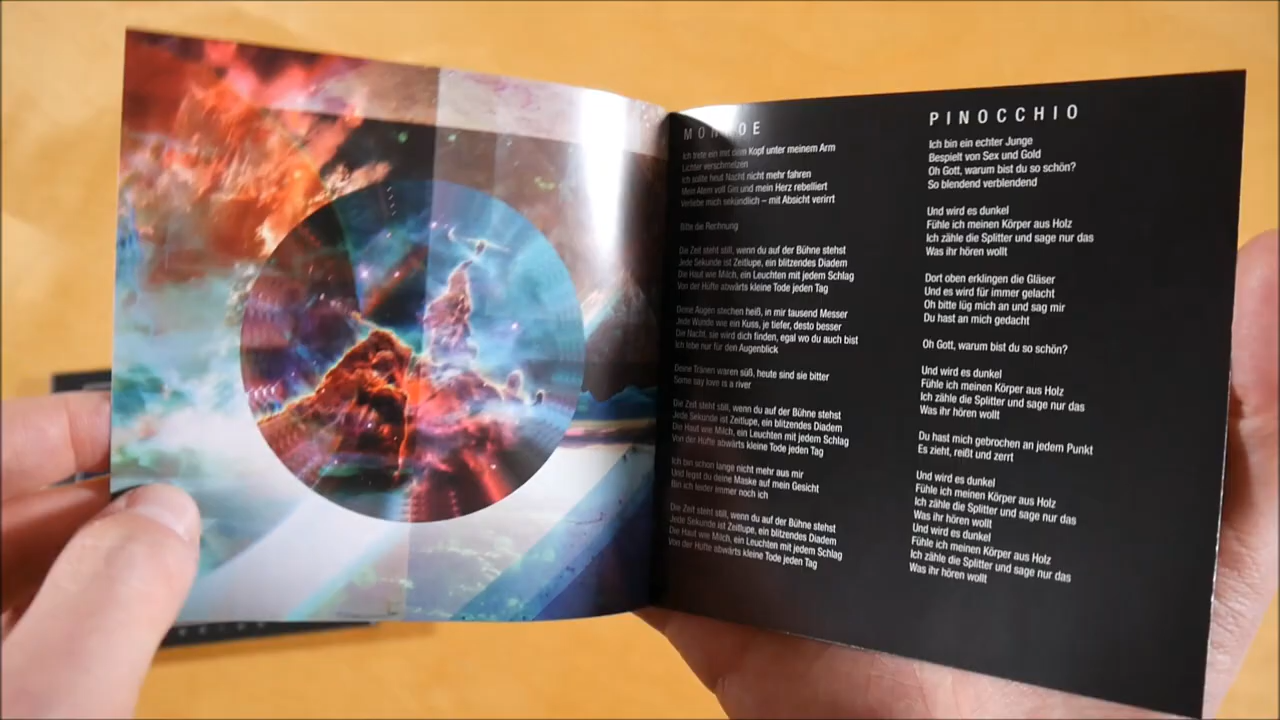 MONROE
Ich trete ein mit dem Kopf unter meinem Arm
Lichter verschmelzen
Ich sollte heut Nacht nicht mehr fahren
Mein Atem voll Gin und mein Herz rebelliert
Verliebe mich sekündlich – mit Absicht verirrt
Bitte die Rechnung
Die Zeit steht still, wenn du auf der Bühne stehst
Jede Sekunde ist Zeitlupe, ein blitzendes Diadem
Die Haut wie Milch, ein Leuchten mit jedem Schlag
Von der Hüfte abwärts kleine Tode jeden Tag
Deine Augen stechen heiß, in mir tausend Messer
Jede Wunde wie ein Kuss, je tiefer, desto besser
Die Nacht, sie wird dich finden, egal wo du auch bist
Ich lebe nur für den Augenblick
Deine Tränen waren süß, heute sind sie bitter
Some say love is a river
Die Zeit steht still, wenn du auf der Bühne stehst
Jede Sekunde ist Zeitlupe, ein blitzendes Diadem
Die Haut wie Milch, ein Leuchten mit jedem Schlag
Von der Hüfte abwärts kleine Tode jeden Tag
Ich bin schon lange nicht mehr aus mir
Und legst du deine Maske auf mein Gesicht
Bin ich leider immer noch ich
Die Zeit steht still, wenn du auf der Bühne stehst
Jede Sekunde ist Zeitlupe, ein blitzendes Diadem
Die Haut wie Milch, ein Leuchten mit jedem Schlag
Von der Hüfte abwärts kleine Tode jeden Tag
PINOCCHIO
Ich bin ein echter Junge
Bespielt von Sex und Gold
Oh Gott, warum bist du so schön?
So blendend verblendend
Und wird es dunkel
Fühle ich meinen Körper aus Holz
Ich zähle die Splitter und sage nur das
Was ihr hören wollt
Dort oben erklingen die Gläser
Und es wird für immer gelacht
Oh bitte lüg mich an und sag mir
Du hast an mich gedacht
Oh Gott, warum bist du so schön?
Und wird es dunkel
Fühle ich meinen Körper aus Holz
Ich zähle die Splitter und sage nur das
Was ihr hören wollt
Du hast mich gebrochen an jedem Punkt
Es zieht, reißt und zerrt
Und wird es dunkel
Fühle ich meinen Körper aus Holz
Ich zähle die Splitter und sage nur das
Was ihr hören wollt
Und wird es dunkel
Fühle ich meinen Körper aus Holz
Ich zähle die Splitter und sage nur das
Was ihr hören wollt